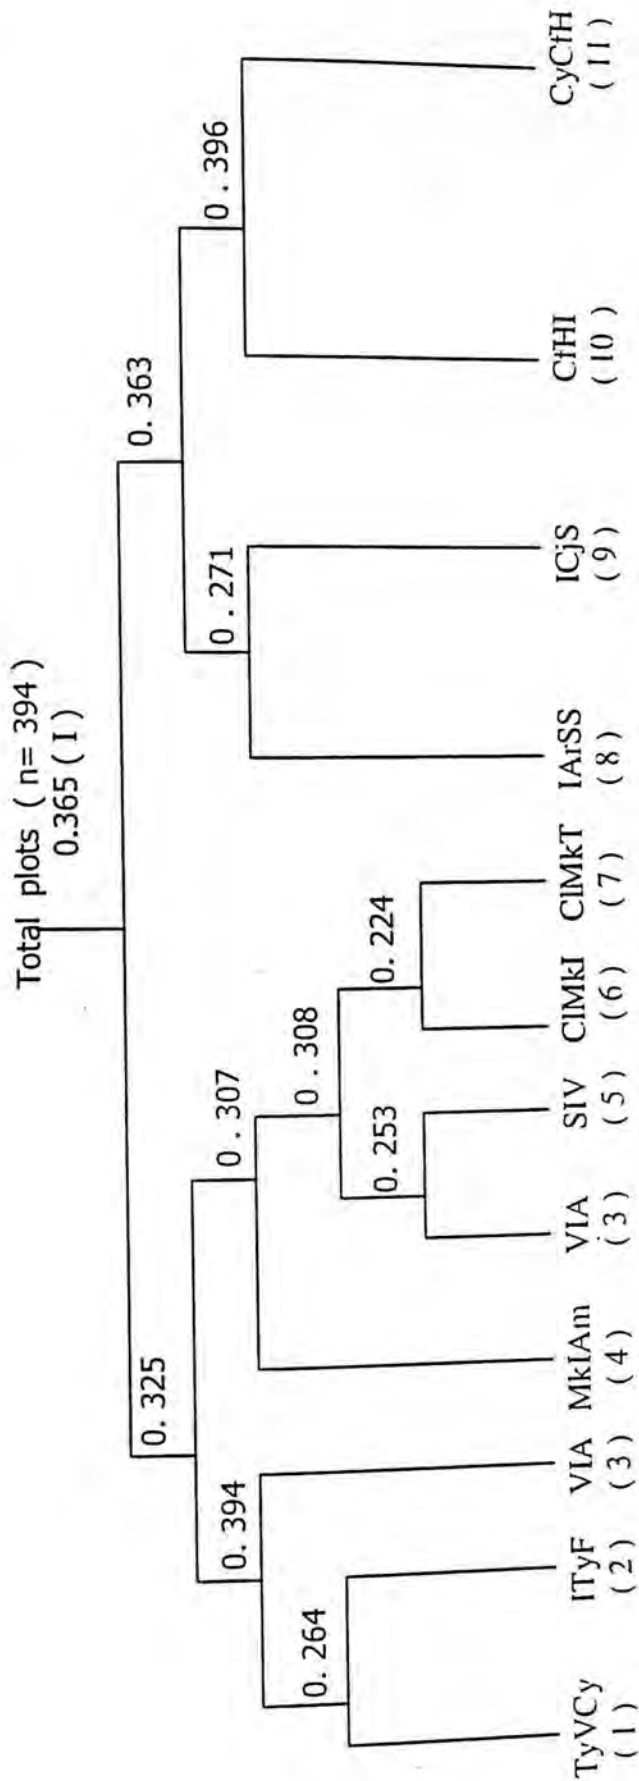 Total plots ( n= 394 )
0.365 ( I )
0.325
0.363
0.394
0.307
0.271
0.396
0.264
0.308
0.253
0.224
TyVCy
( 1 )
ITyF
( 2 )
VIA
( 3 )
MkIAm
( 4 )
VIA
( 3 )
SIV
( 5 )
CIMkI
( 6 )
CIMkT
( 7 )
IArSS
( 8 )
ICjS
( 9 )
CfHI
( 10 )
CyCfH
( 11 )